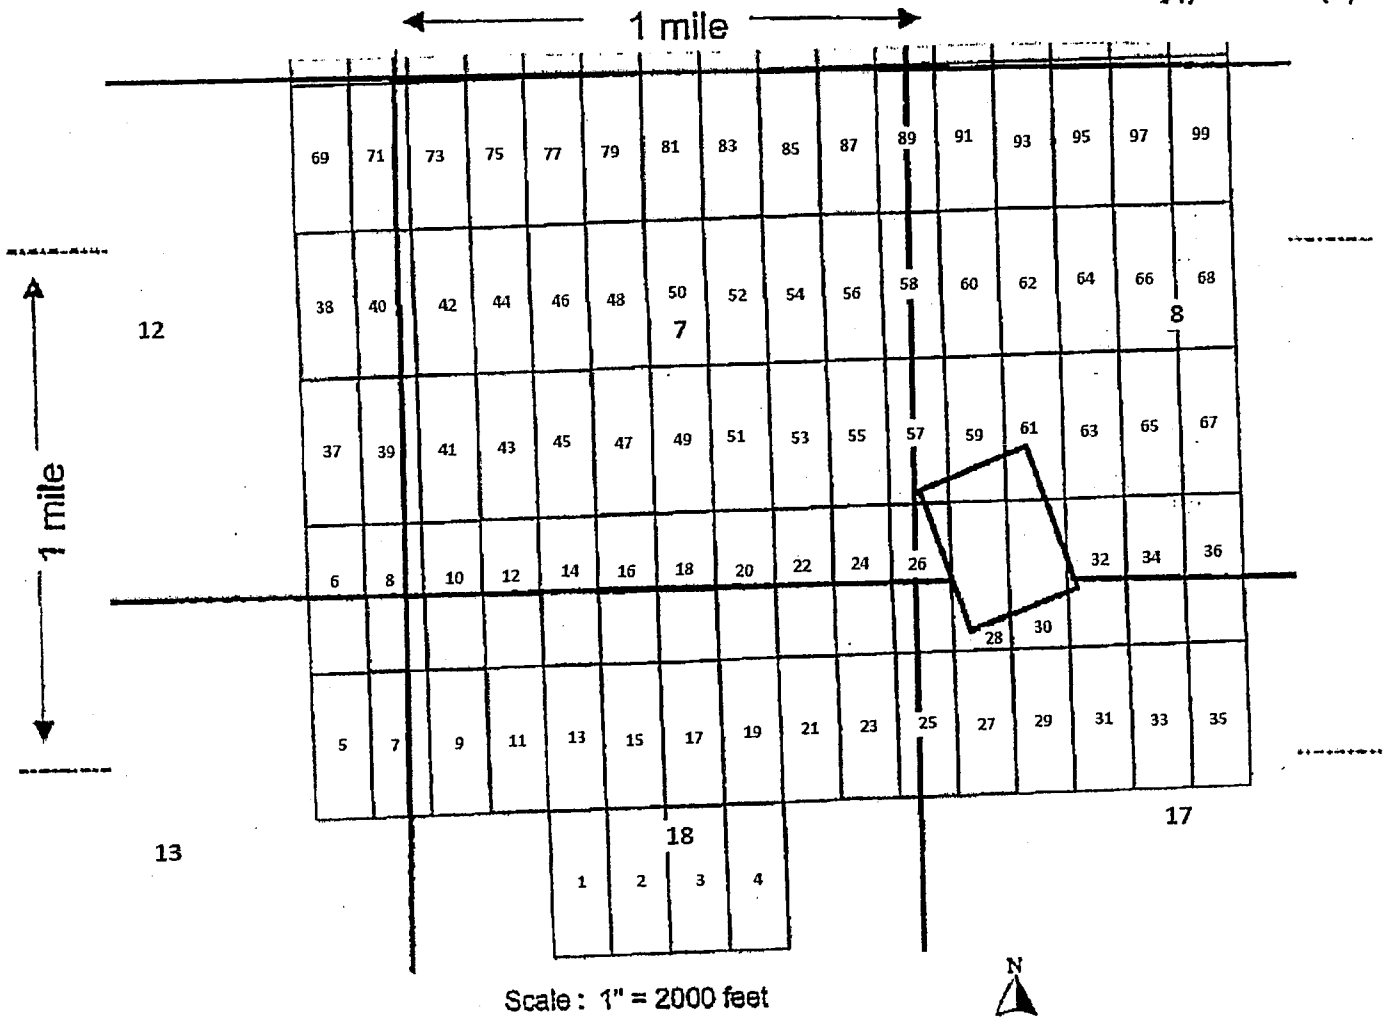 1 mile
69 71 73 75 77 79 81 83 85 87 89 91 93 95 97 99
38 40 42 44 46 48 50 52 54 56 58 60 62 64 66 68
12 7 8
37 39 41 43 45 47 49 51 53 55 57 59 61 63 65 67
1 mile
6 8 10 12 14 16 18 20 22 24 26 32 34 36
28 30
5 7 9 11 13 15 17 19 21 23 25 27 29 31 33 35
13 18 17
1 2 3 4
N
Scale: 1" = 2000 feet